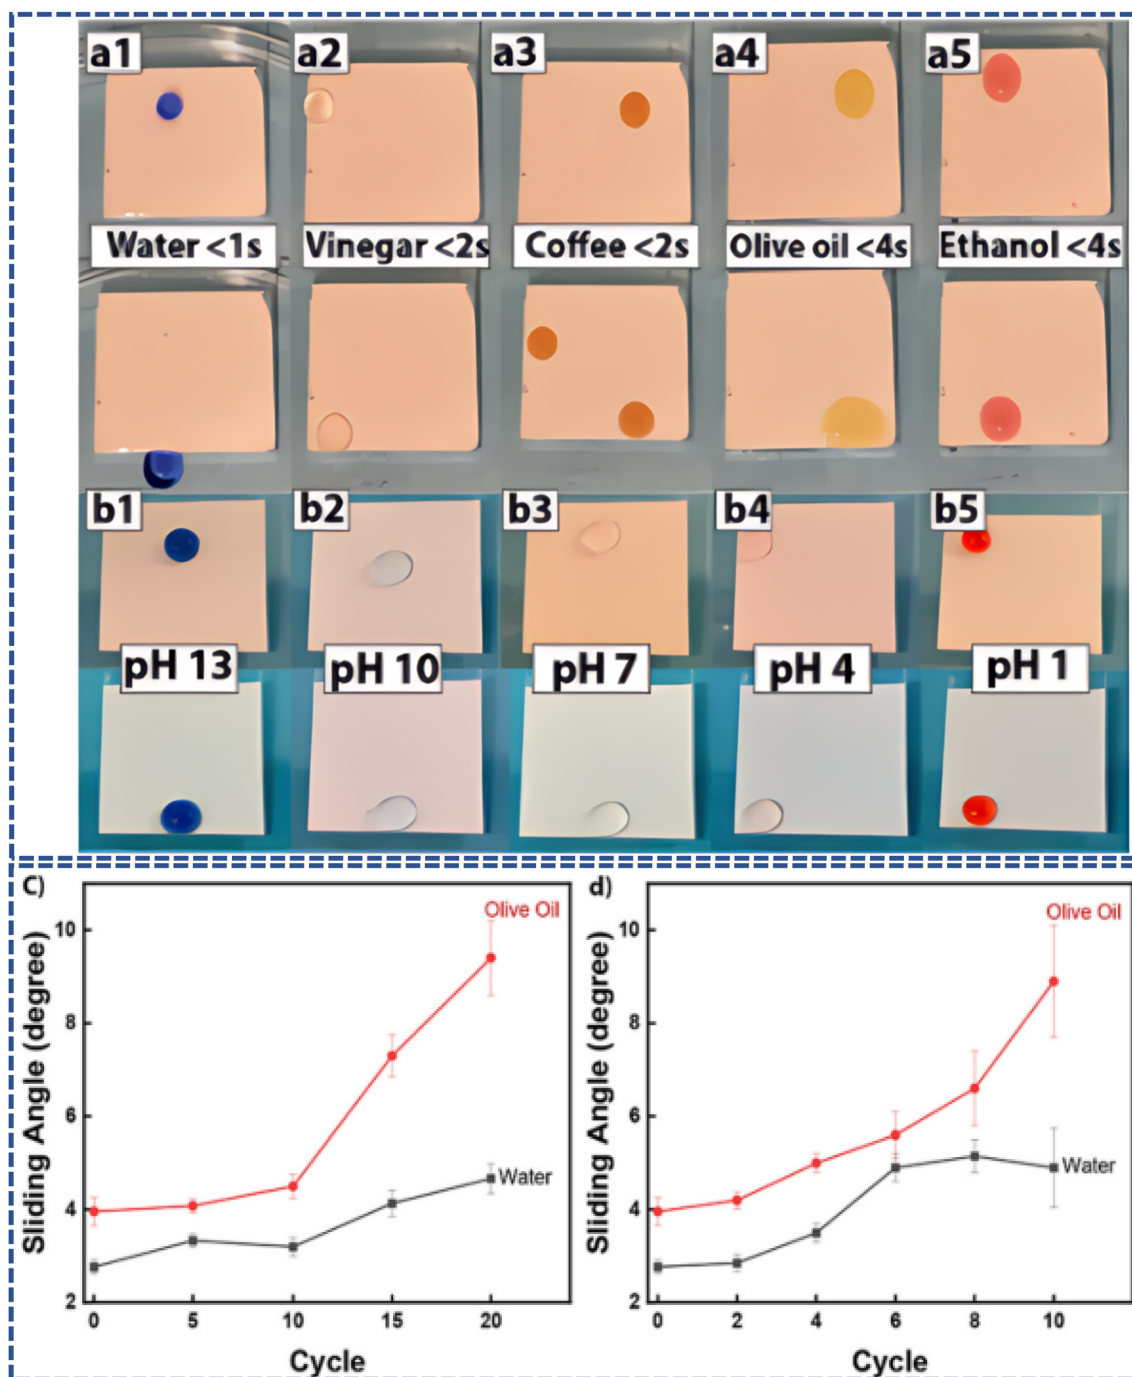 a1 a2 a3 a4 a5
Water <1s Vinegar <2s Coffee <2s Olive oil <4s Ethanol <4s
b1 b2 b3 b4 b5
pH 13 pH 10 pH 7 pH 4 pH 1
C)
Sliding Angle (degree)
10
8
6
4
2
Olive Oil
Water
0 5 10 15 20
Cycle
d)
Sliding Angle (degree)
10
8
6
4
2
Olive Oil
Water
0 2 4 6 8 10
Cycle